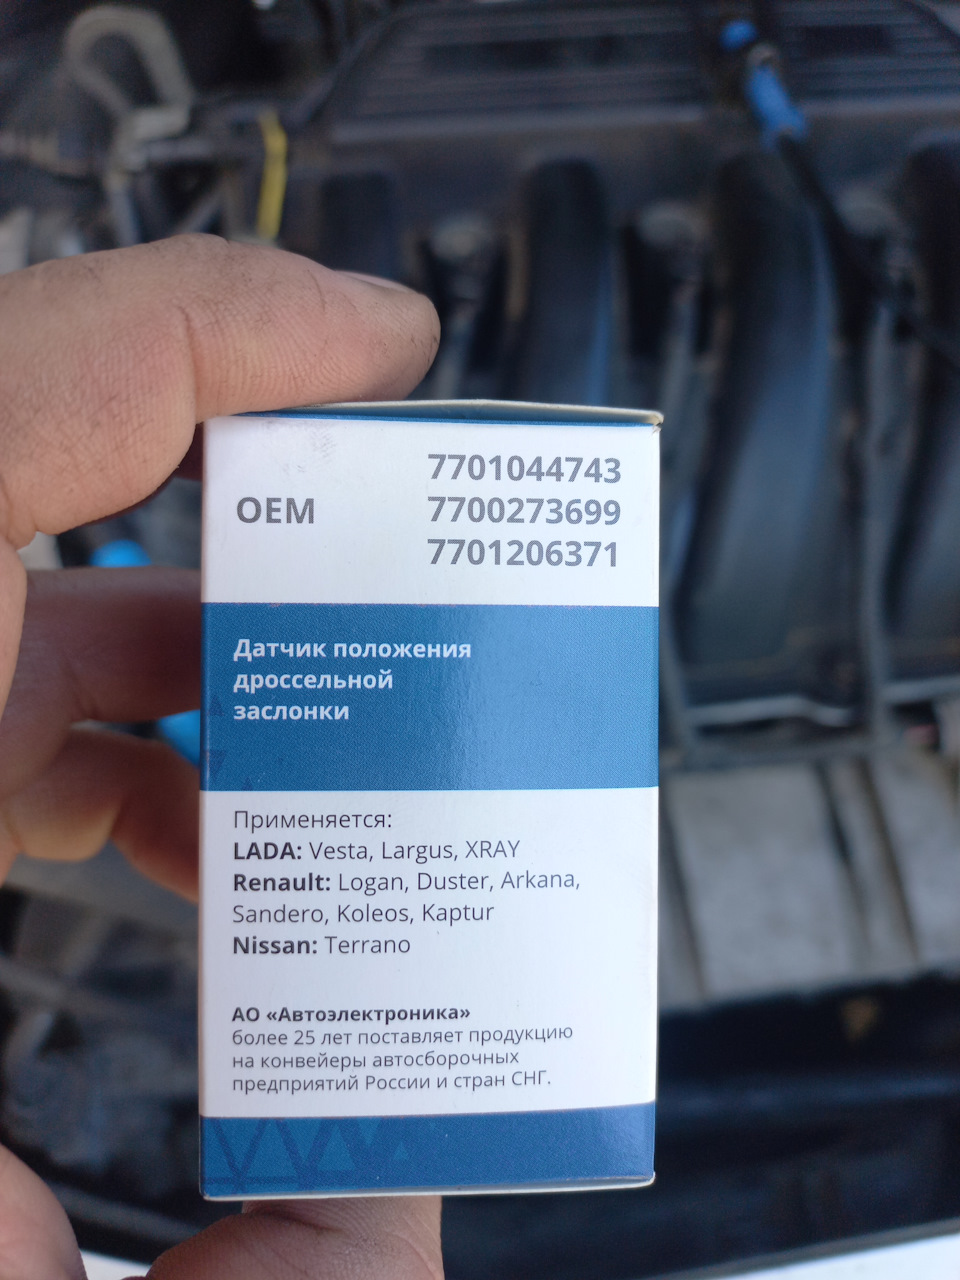 7701044743
OEM 7700273699
7701206371
Датчик положения
дроссельной
заслонки
Применяется:
LADA: Vesta, Largus, XRAY
Renault: Logan, Duster, Arkana,
Sandero, Koleos, Kaptur
Nissan: Terrano
АО «Автоэлектроника»
более 25 лет поставляет продукцию
на конвейеры автосборочных
предприятий России и стран СНГ.